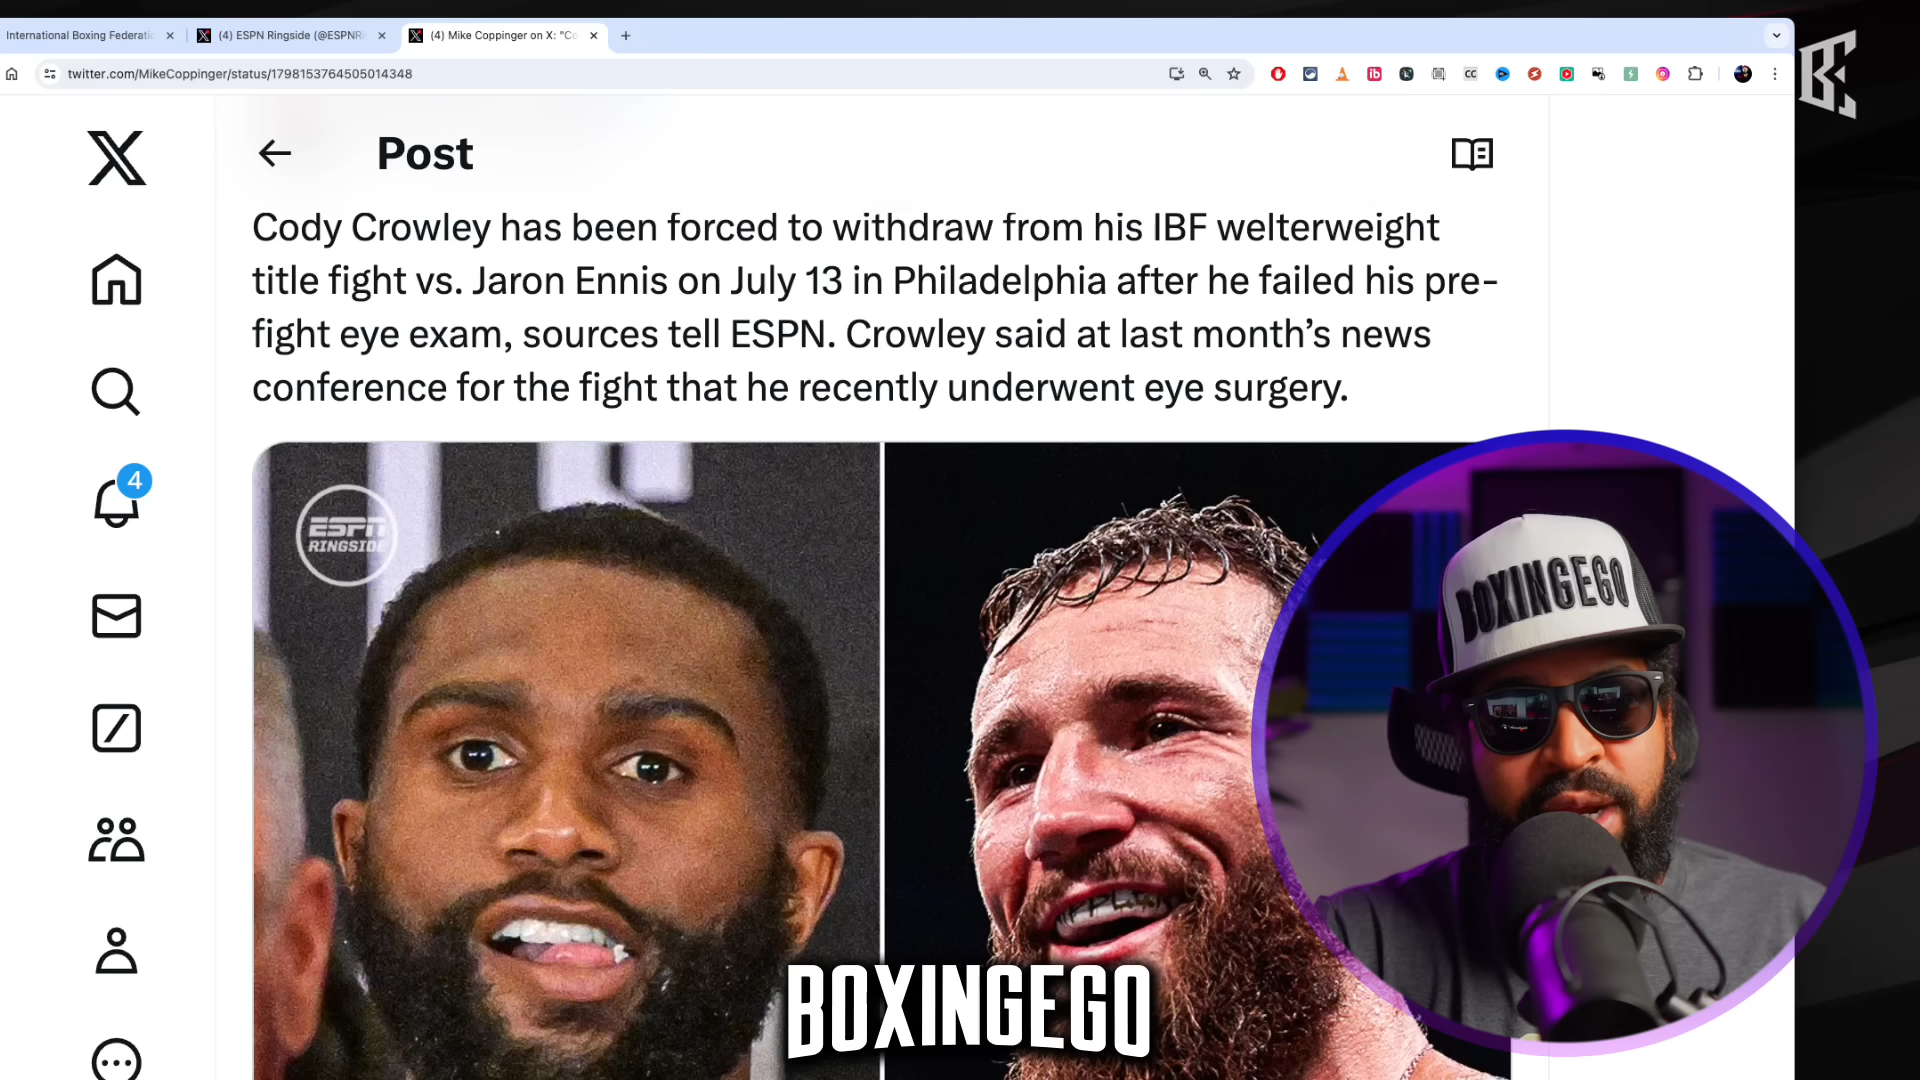 International Boxing Federati
(4) ESPN Ringside (@ESPNRi
(4) Mike Coppinger on X: "Co
twitter.com/MikeCoppinger/status/1798153764505014348
CC
Post
Cody Crowley has been forced to withdraw from his IBF welterweight
title fight vs. Jaron Ennis on July 13 in Philadelphia after he failed his pre-
fight eye exam, sources tell ESPN. Crowley said at last month’s news
conference for the fight that he recently underwent eye surgery.
4
ESPN
RINGSIDE
BOXINGEGO
BOXINGEGO